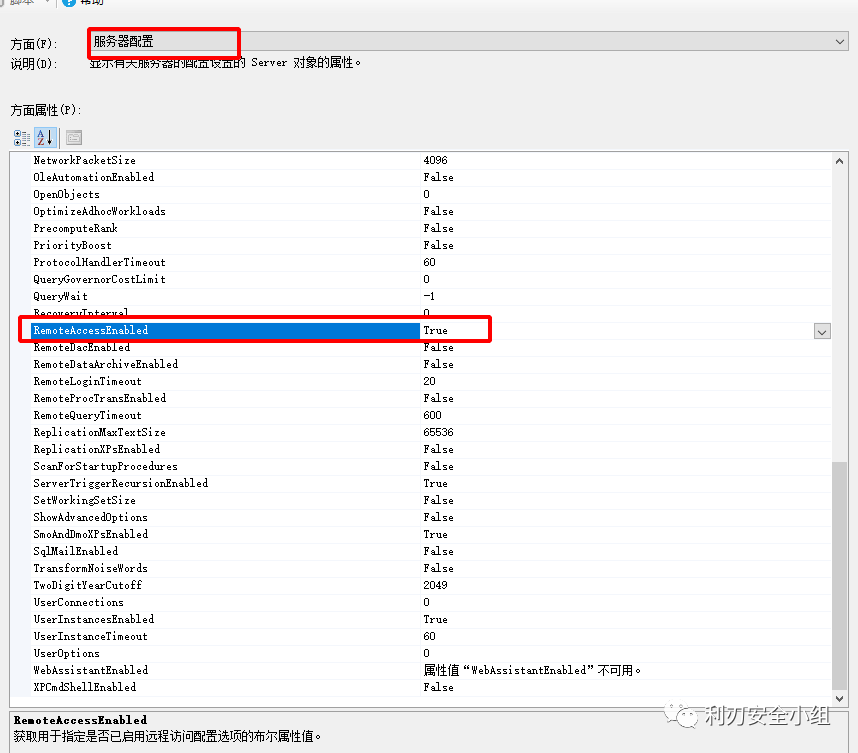 脚本 帮助
方面(F): 服务器配置
说明(D): 显示有关服务器的配置设置的 Server 对象的属性。
方面属性(P):
NetworkPacketSize 4096
OleAutomationEnabled False
OpenObjects 0
OptimizeAdhocWorkloads False
PrecomputeRank False
PriorityBoost False
ProtocolHandlerTimeout 60
QueryGovernorCostLimit 0
QueryWait -1
RecoveryInterval 0
RemoteAccessEnabled True
RemoteDacEnabled False
RemoteDataArchiveEnabled False
RemoteLoginTimeout 20
RemoteProcTransEnabled False
RemoteQueryTimeout 600
ReplicationMaxTextSize 65536
ReplicationXPsEnabled False
ScanForStartupProcedures False
ServerTriggerRecursionEnabled True
SetWorkingSetSize False
ShowAdvancedOptions False
SmoAndDmoXPsEnabled True
SqlMailEnabled False
TransformNoiseWords False
TwoDigitYearCutoff 2049
UserConnections 0
UserInstancesEnabled True
UserInstanceTimeout 60
UserOptions 0
WebAssistantEnabled 属性值“WebAssistantEnabled”不可用。
XPCmdShellEnabled False
RemoteAccessEnabled
获取用于指定是否已启用远程访问配置选项的布尔属性值。
利刃安全小组